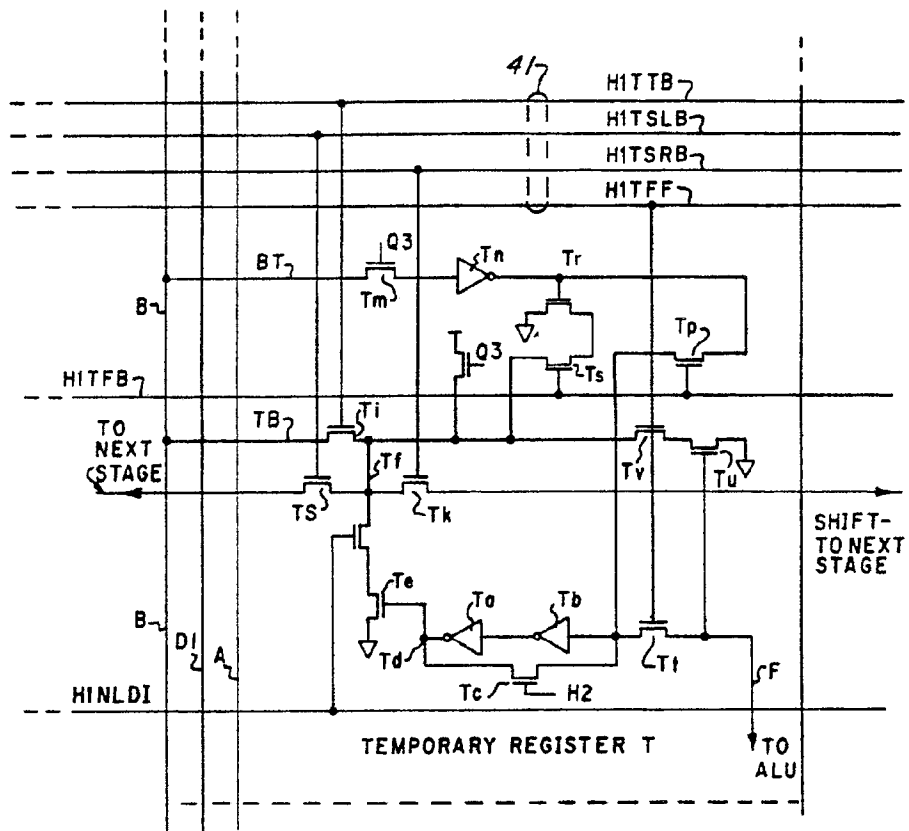 41
H1TTB
H1TSLB
H1TSRB
H1TFF
Q3
Tn
Tr
BT
Tm
B
Tp
Q3
Ts
H1TFB
TB
Ti
TO
NEXT
STAGE
Tf
Tv
Tu
TS
Tk
SHIFT-
TO NEXT
STAGE
Te
Ta
Tb
B
DI
A
Td
Tt
F
Tc
H2
H1NLDI
TEMPORARY REGISTER T
TO
ALU